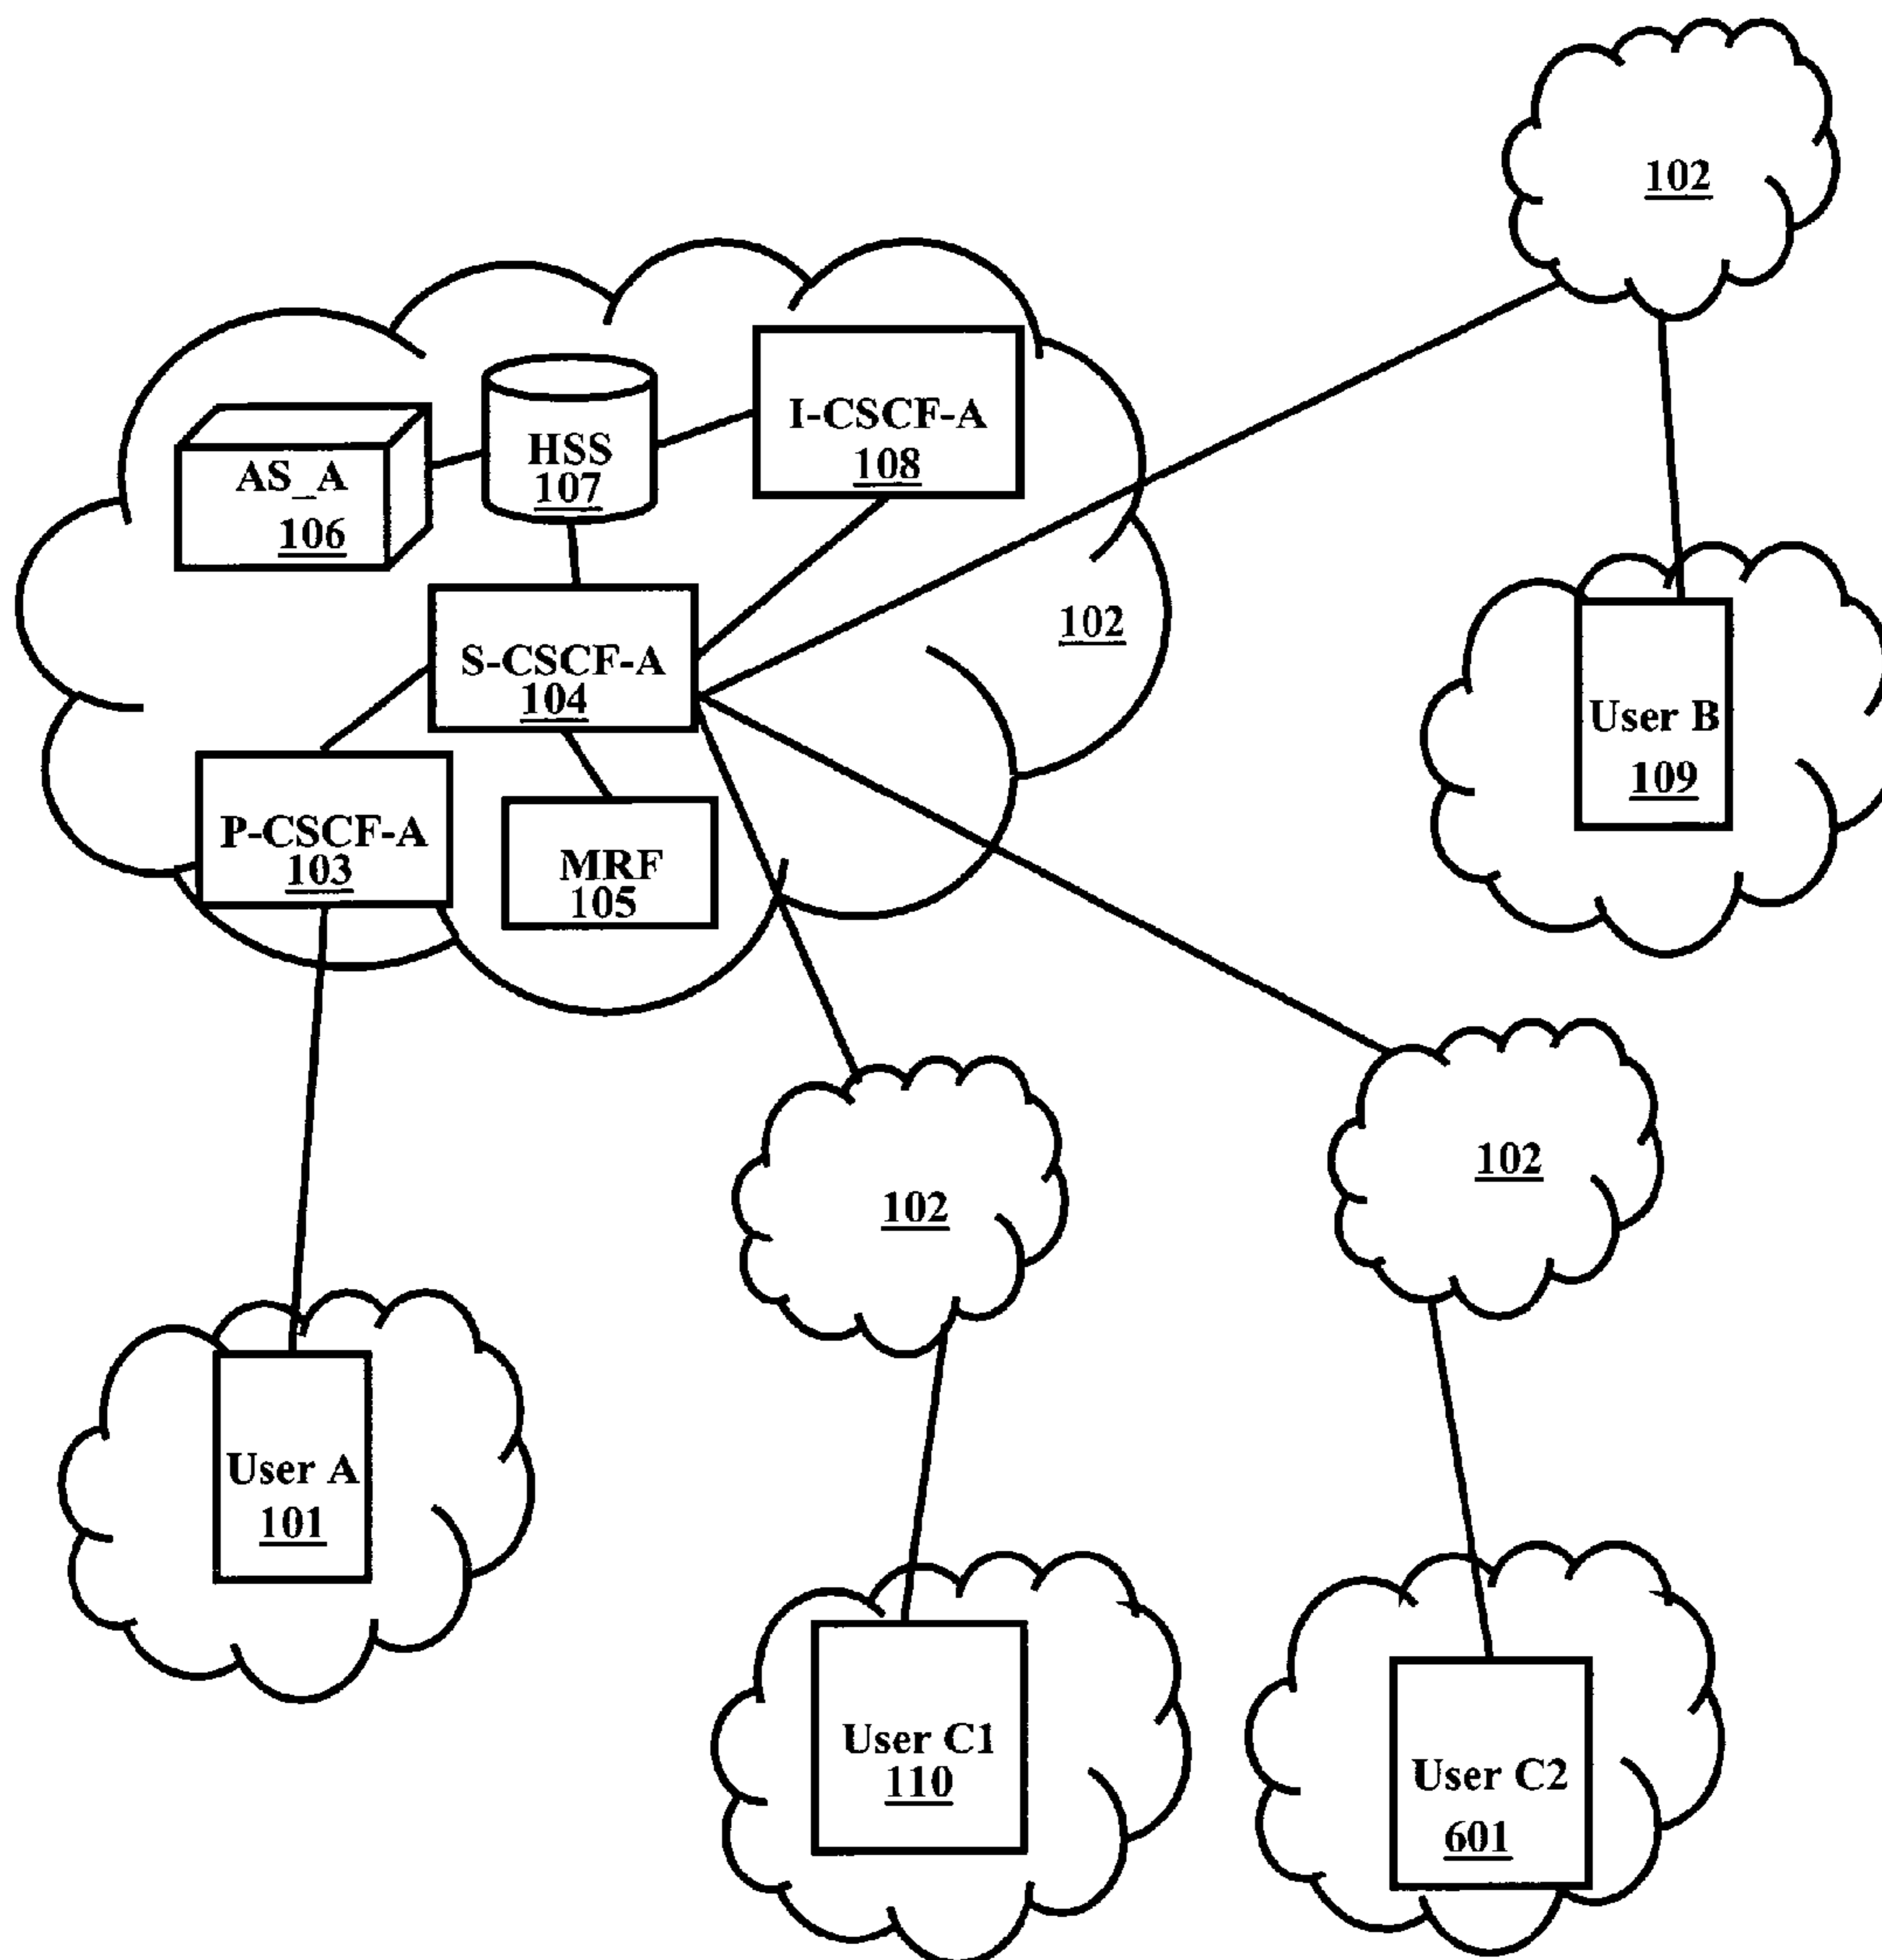 102
I-CSCF-A
108
HSS
107
AS_A
106
102
S-CSCF-A
104
User B
109
P-CSCF-A
103
MRF
105
102
102
User A
101
User C1
110
User C2
601